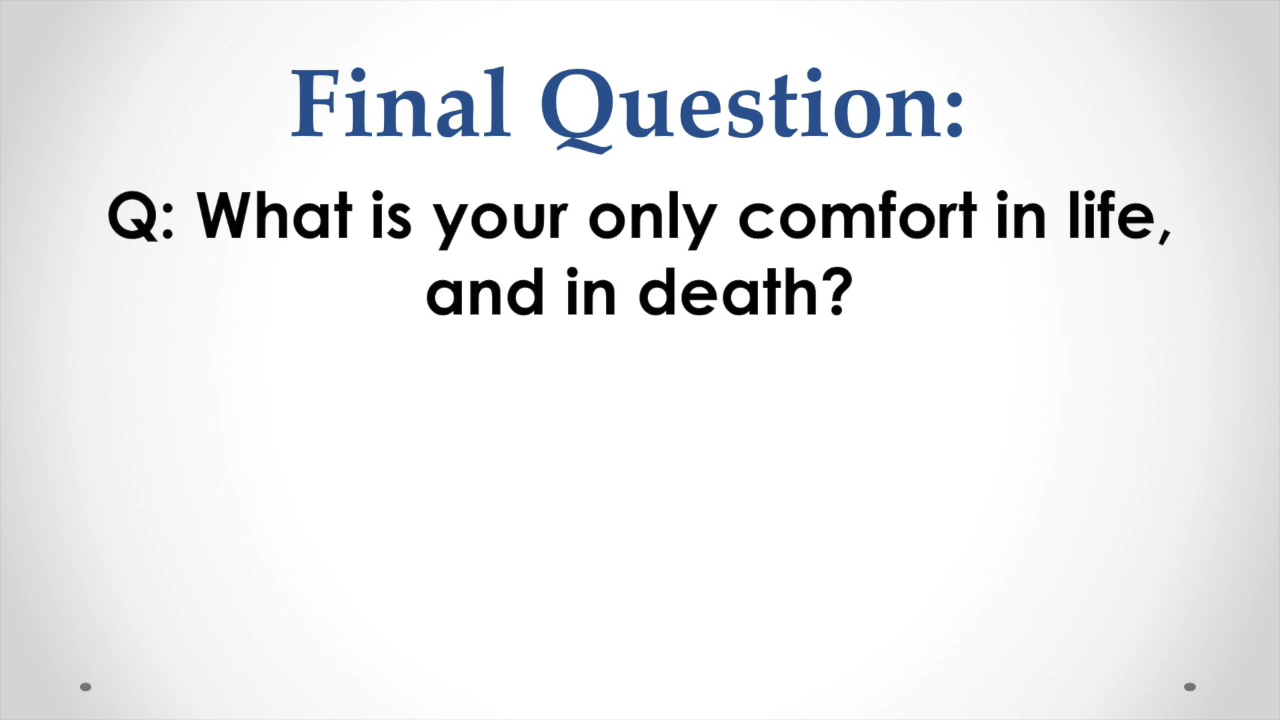 Final Question:
Q: What is your only comfort in life,
and in death?